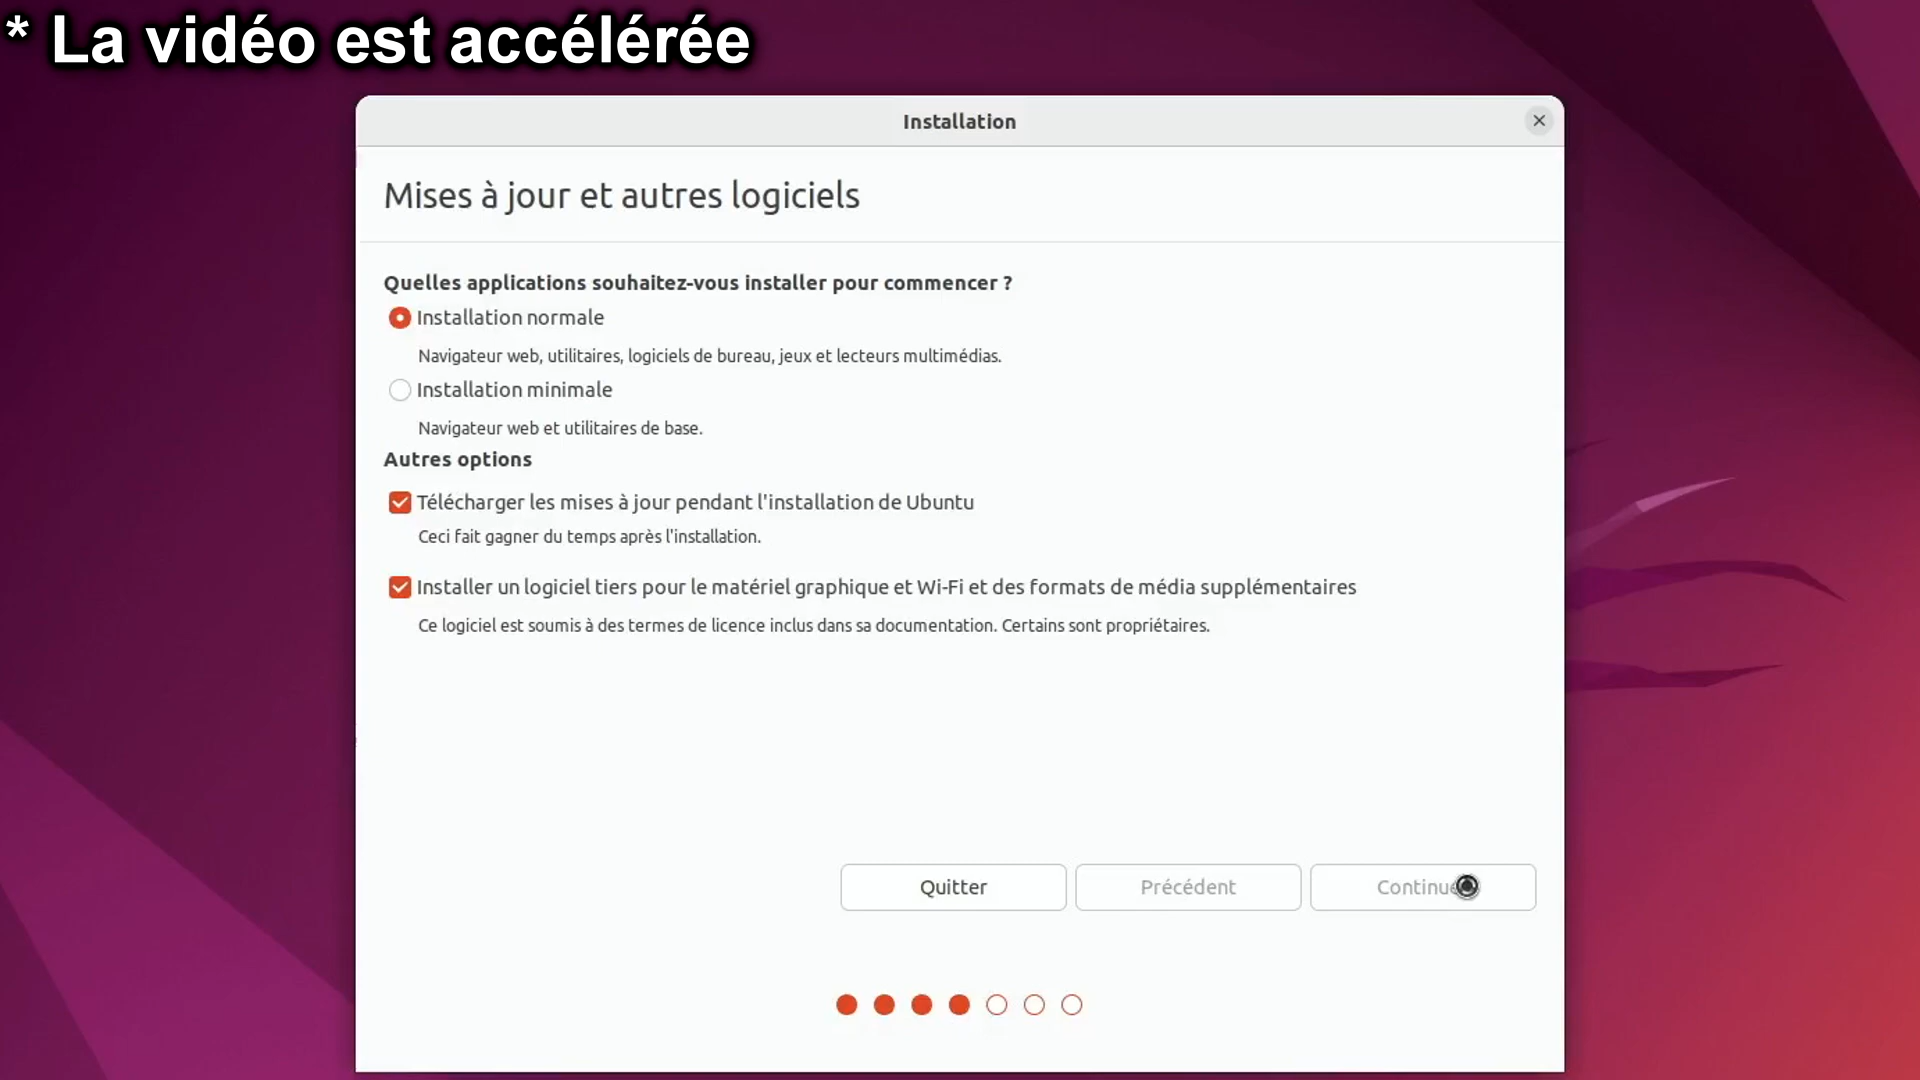 * La vidéo est accélérée
Installation
Mises à jour et autres logiciels
Quelles applications souhaitez-vous installer pour commencer ?
Installation normale
Navigateur web, utilitaires, logiciels de bureau, jeux et lecteurs multimédias.
Installation minimale
Navigateur web et utilitaires de base.
Autres options
Télécharger les mises à jour pendant l'installation de Ubuntu
Ceci fait gagner du temps après l'installation.
Installer un logiciel tiers pour le matériel graphique et Wi-Fi et des formats de média supplémentaires
Ce logiciel est soumis à des termes de licence inclus dans sa documentation. Certains sont propriétaires.
Quitter
Précédent
Continuer